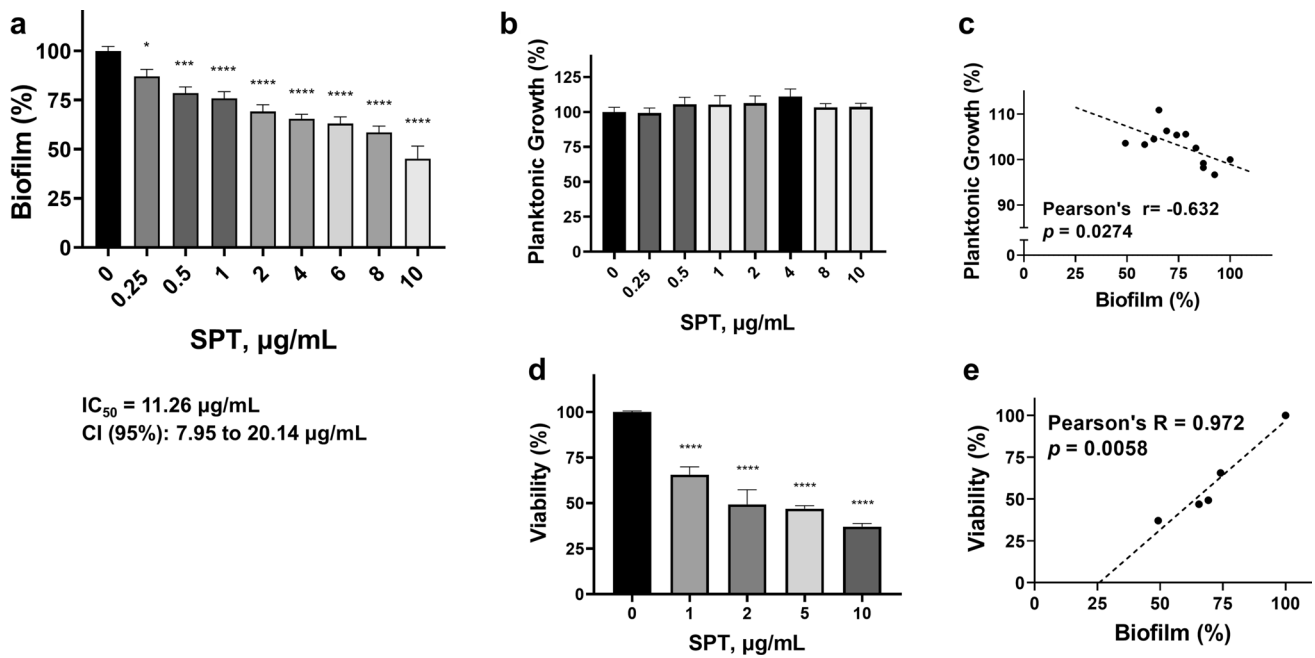 a
Biofilm (%)
100
75
50
25
0
* *** **** **** **** **** **** ****
0 0.25 0.5 1 2 4 6 8 10
SPT, µg/mL
IC50 = 11.26 µg/mL
CI (95%): 7.95 to 20.14 µg/mL
b
Planktonic Growth (%)
125
100
75
50
25
0
0 0.25 0.5 1 2 4 8 10
SPT, µg/mL
c
Planktonic Growth (%)
110
100
90
0
Pearson's r= -0.632
p = 0.0274
0 25 50 75 100
Biofilm (%)
d
Viability (%)
100
75
50
25
0
**** **** **** ****
0 1 2 5 10
SPT, µg/mL
e
Viability (%)
100
75
50
25
0
Pearson's R = 0.972
p = 0.0058
0 25 50 75 100
Biofilm (%)